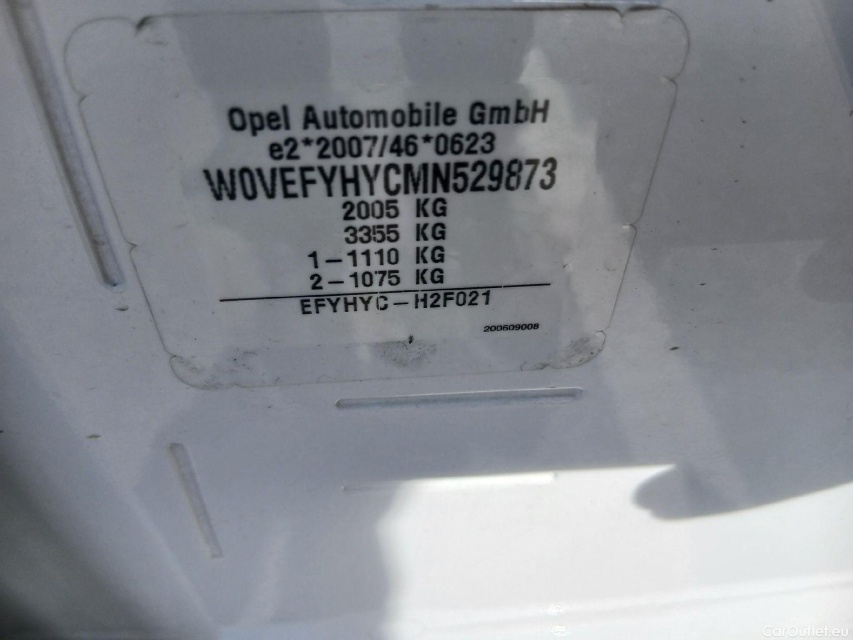 Opel Automobile GmbH
e2*2007/46*0623
W0VEFYHYCMN529873
2005 KG
3355 KG
1-1110 KG
2-1075 KG
EFYHYC-H2F021
200609008
CarOutlet.eu